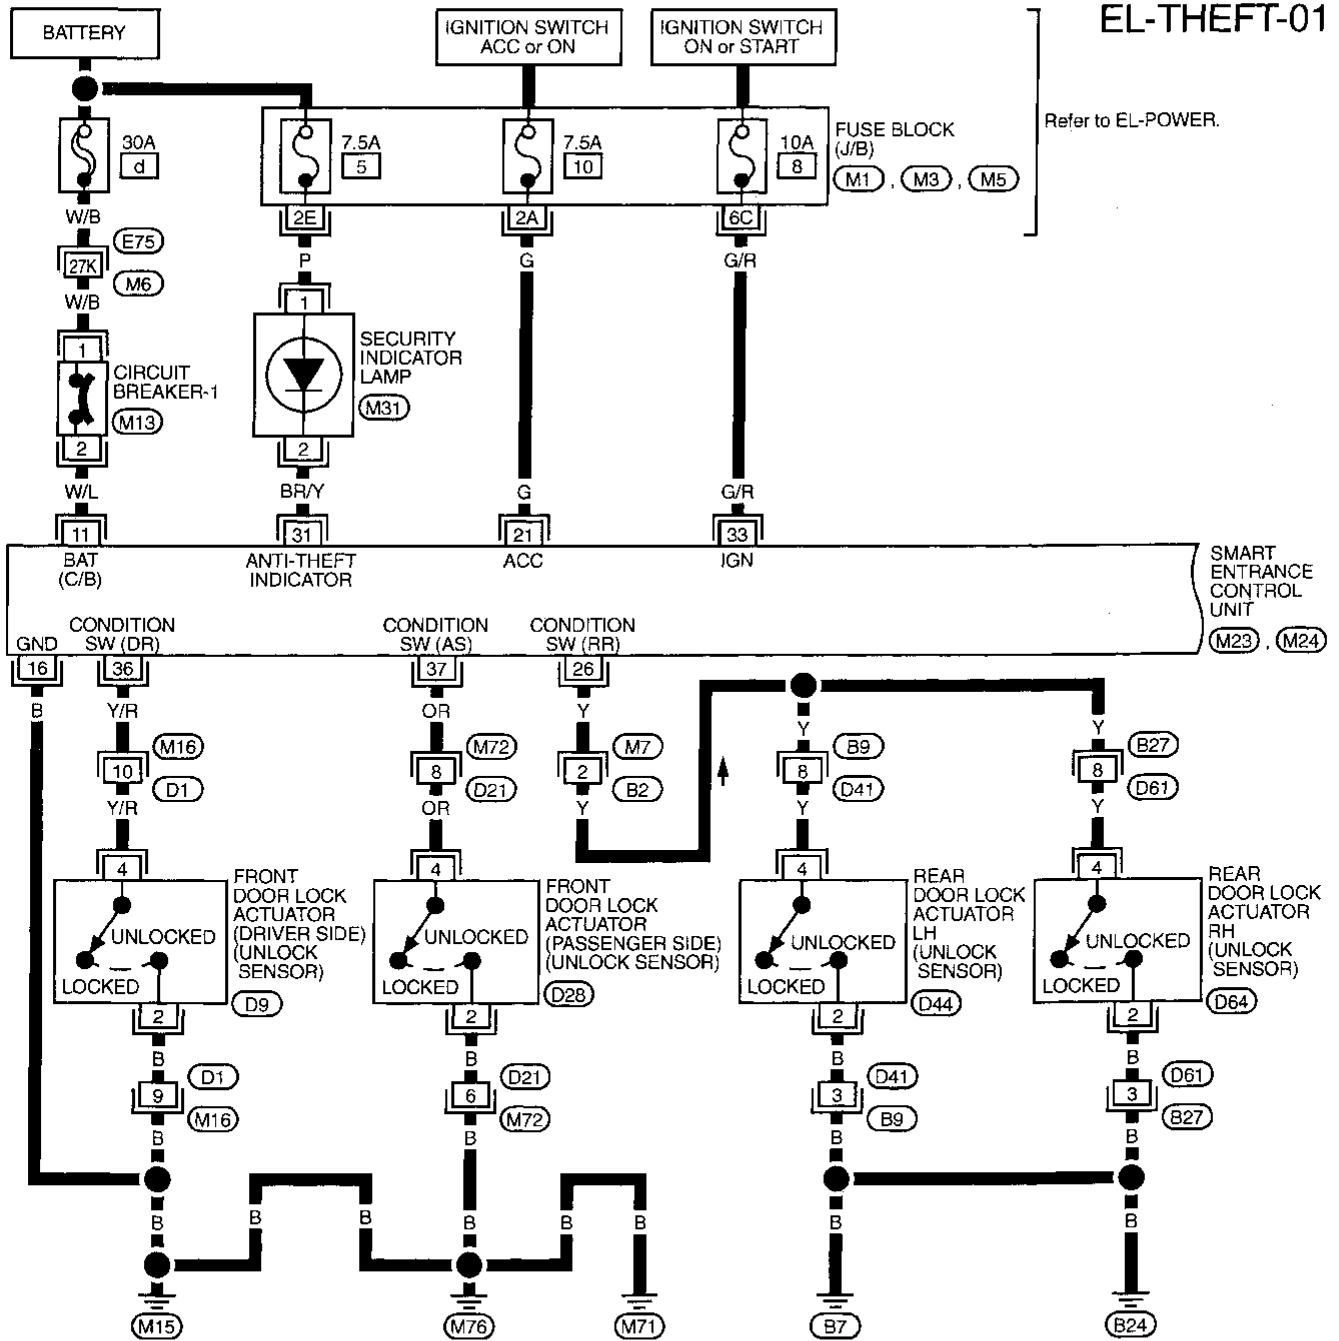 EL-THEFT-01
BATTERY
IGNITION SWITCH
ACC or ON
IGNITION SWITCH
ON or START
Refer to EL-POWER.
30A
d
7.5A
5
7.5A
10
10A
8
FUSE BLOCK
(J/B)
M1 , M3 , M5
W/B
2E
2A
6C
E75
27K
M6
P
G
G/R
W/B
1
1
CIRCUIT
BREAKER-1
M13
SECURITY
INDICATOR
LAMP
M31
2
2
W/L
BR/Y
G
G/R
11
31
21
33
BAT
(C/B)
ANTI-THEFT
INDICATOR
ACC
IGN
SMART
ENTRANCE
CONTROL
UNIT
M23 , M24
GND
CONDITION
SW (DR)
CONDITION
SW (AS)
CONDITION
SW (RR)
16
36
37
26
B
Y/R
OR
Y
Y
Y
M16
10
D1
M72
8
D21
M7
2
B2
B9
8
D41
B27
8
D61
Y/R
OR
Y
Y
Y
4
4
4
4
FRONT
DOOR LOCK
ACTUATOR
(DRIVER SIDE)
(UNLOCK
SENSOR)
D9
FRONT
DOOR LOCK
ACTUATOR
(PASSENGER SIDE)
(UNLOCK SENSOR)
D28
REAR
DOOR LOCK
ACTUATOR
LH
(UNLOCK
SENSOR)
D44
REAR
DOOR LOCK
ACTUATOR
RH
(UNLOCK
SENSOR)
D64
UNLOCKED
LOCKED
UNLOCKED
LOCKED
UNLOCKED
LOCKED
UNLOCKED
LOCKED
2
2
2
2
B
B
B
B
D1
9
M16
D21
6
M72
D41
3
B9
D61
3
B27
B
B
B
B
B
B
B
B
B
B
B
M15
M76
M71
B7
B24